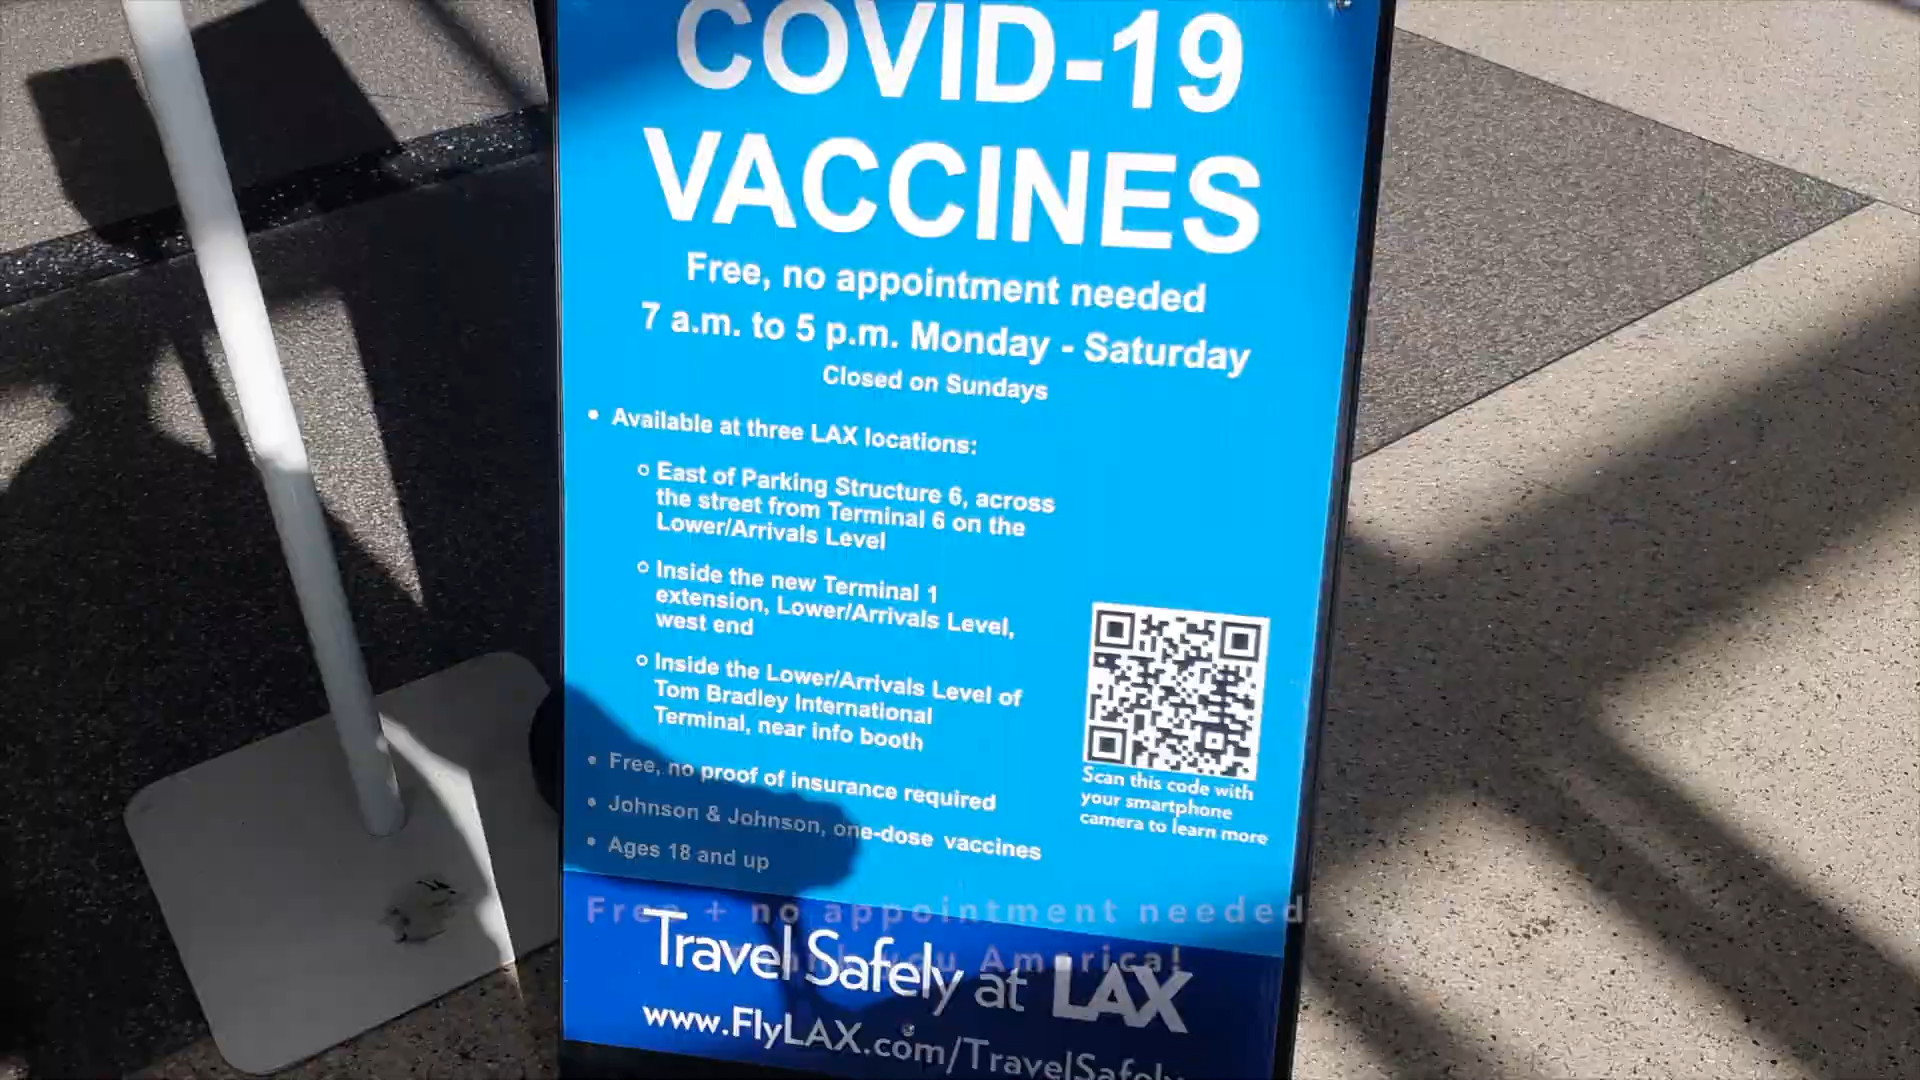 COVID-19
VACCINES
Free, no appointment needed
7 a.m. to 5 p.m. Monday - Saturday
Closed on Sundays
• Available at three LAX locations:
○ East of Parking Structure 6, across
the street from Terminal 6 on the
Lower/Arrivals Level
○ Inside the new Terminal 1
extension, Lower/Arrivals Level,
west end
○ Inside the Lower/Arrivals Level of
Tom Bradley International
Terminal, near info booth
• Free, no proof of insurance required
• Johnson & Johnson, one-dose vaccines
• Ages 18 and up
Scan this code with
your smartphone
camera to learn more
Free + no appointment needed.
you America!
Travel Safely at LAX
www.FlyLAX.com/TravelSafely